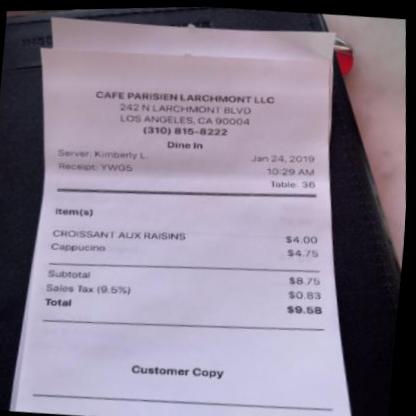 CAFE PARISIEN LARCHMONT LLC
242 N LARCHMONT BLVD
LOS ANGELES, CA 90004
(310) 815-8222
Dine In
Server: Kimberly L. Jan 24, 2019
Receipt: YWG5 10:29 AM
Table: 36
Item(s)
CROISSANT AUX RAISINS $4.00
Cappucino $4.75
Subtotal $8.75
Sales Tax (9.5%) $0.83
Total $9.58
Customer Copy